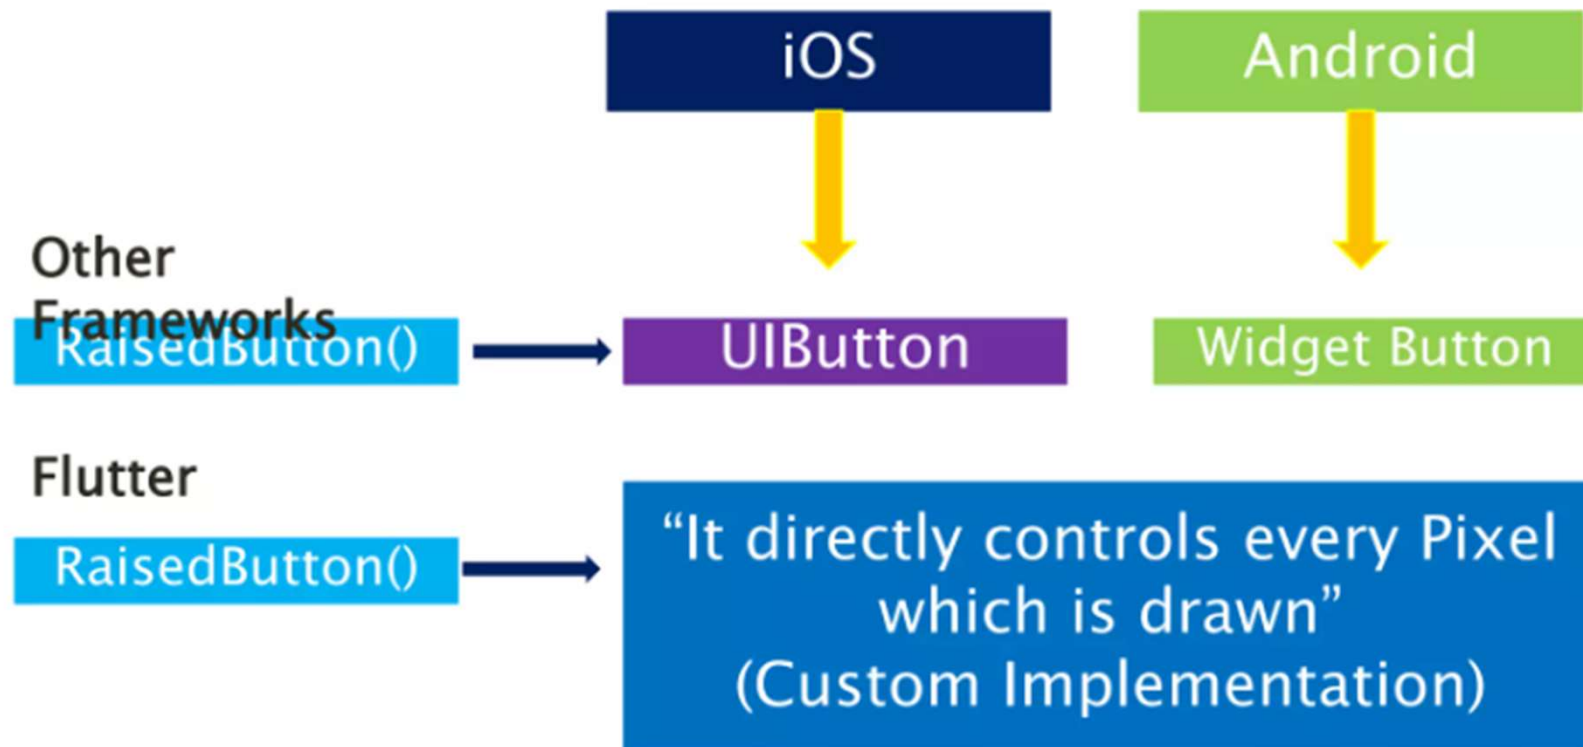 iOS
Android
Other
Frameworks
RaisedButton()
UIButton
Widget Button
Flutter
RaisedButton()
“It directly controls every Pixel
which is drawn”
(Custom Implementation)